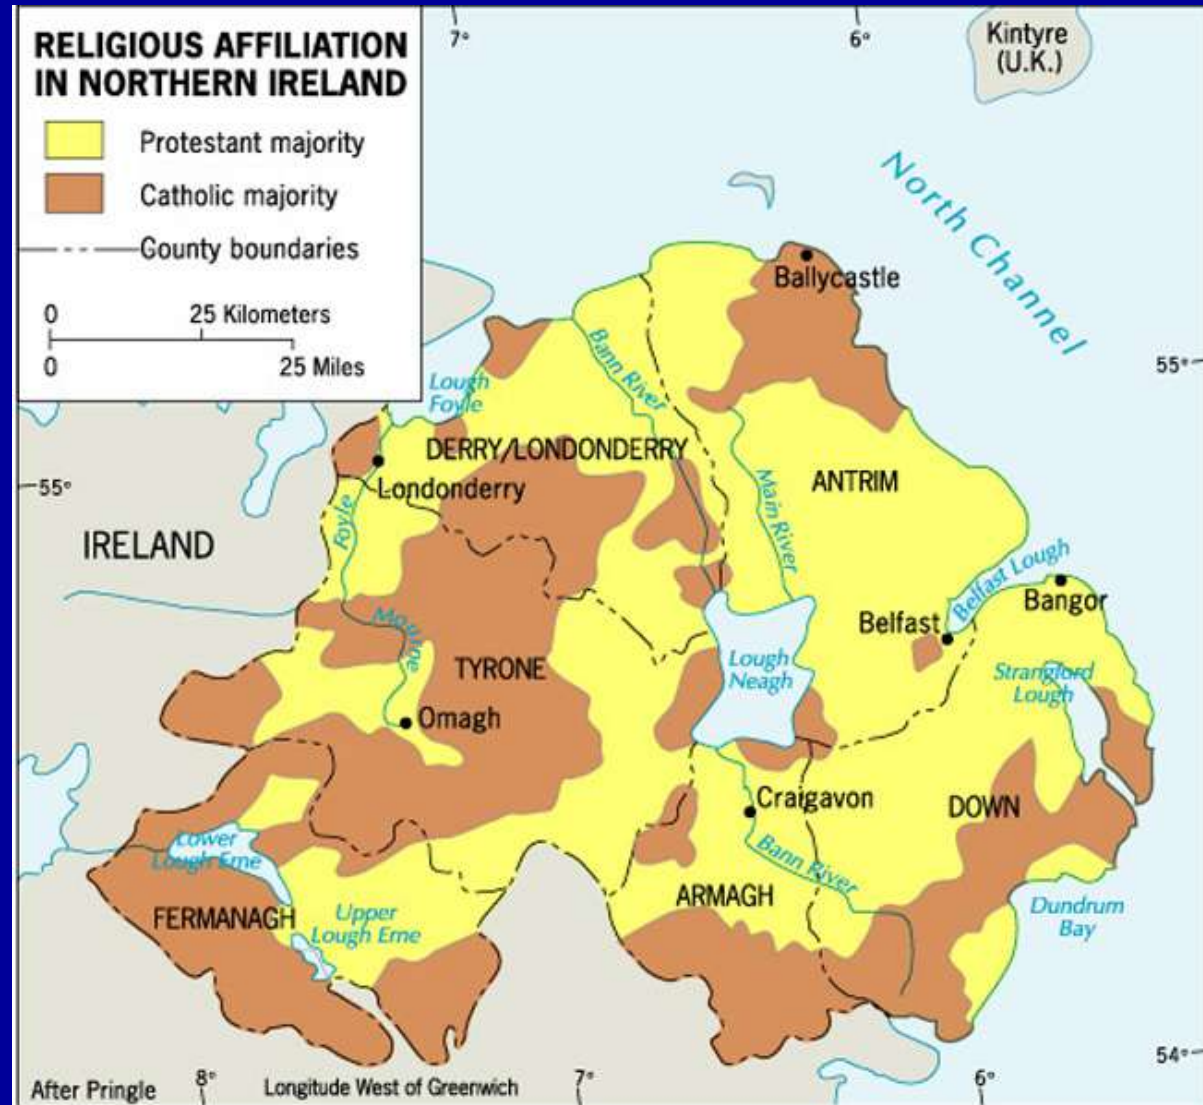 RELIGIOUS AFFILIATION
IN NORTHERN IRELAND
Protestant majority
Catholic majority
County boundaries
0 25 Kilometers
0 25 Miles
7°
6°
Kintyre
(U.K.)
North Channel
Ballycastle
55°
Bann River
Lough
Foyle
DERRY/LONDONDERRY
Londonderry
55°
Foyle
Main River
ANTRIM
IRELAND
Belfast Lough
Bangor
Belfast
Mourne
TYRONE
Lough
Neagh
Strangford
Lough
Omagh
Craigavon
DOWN
Lower
Lough Erne
Bann River
ARMAGH
FERMANAGH
Upper
Lough Erne
Dundrum
Bay
54°
After Pringle
8°
Longitude West of Greenwich
7°
6°